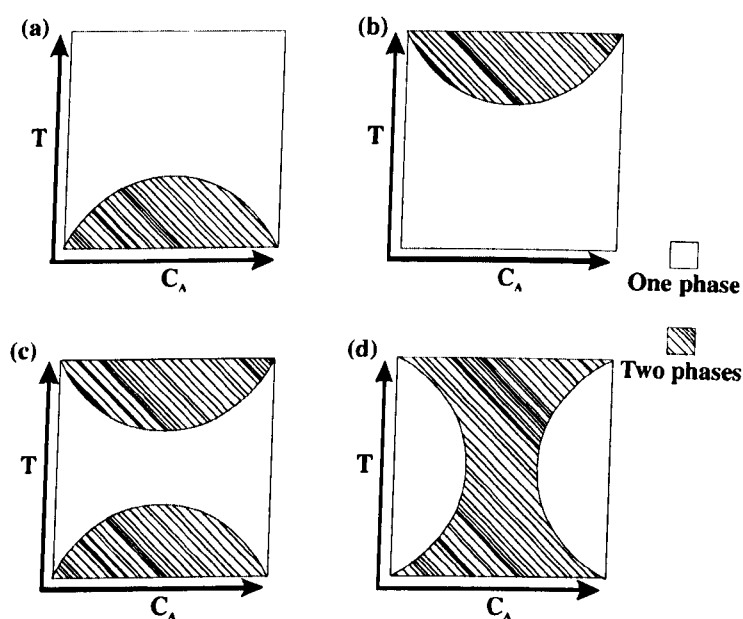 (a)
T
C_A
(b)
T
C_A
One phase
Two phases
(c)
T
C_A
(d)
T
C_A